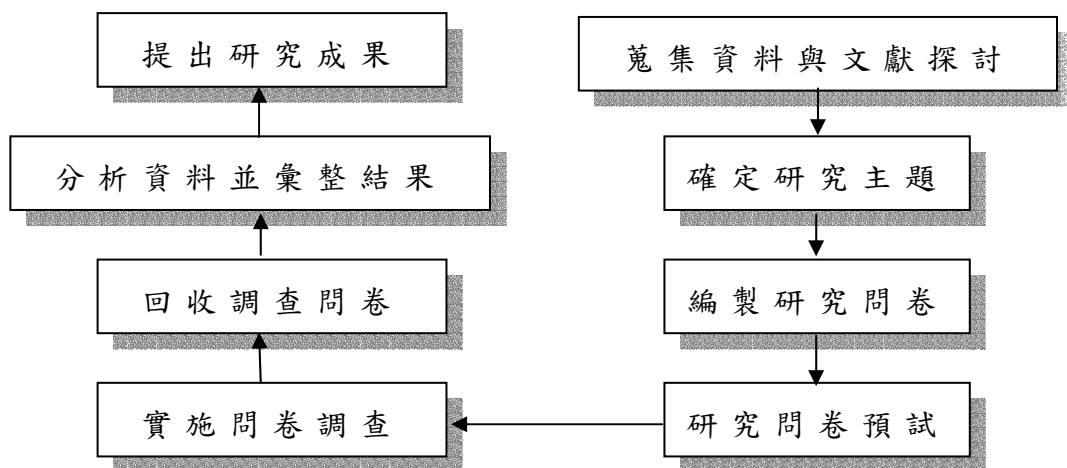 提出研究成果
蒐集資料與文獻探討
分析資料並彙整結果
確定研究主題
回收調查問卷
編製研究問卷
實施問卷調查
研究問卷預試